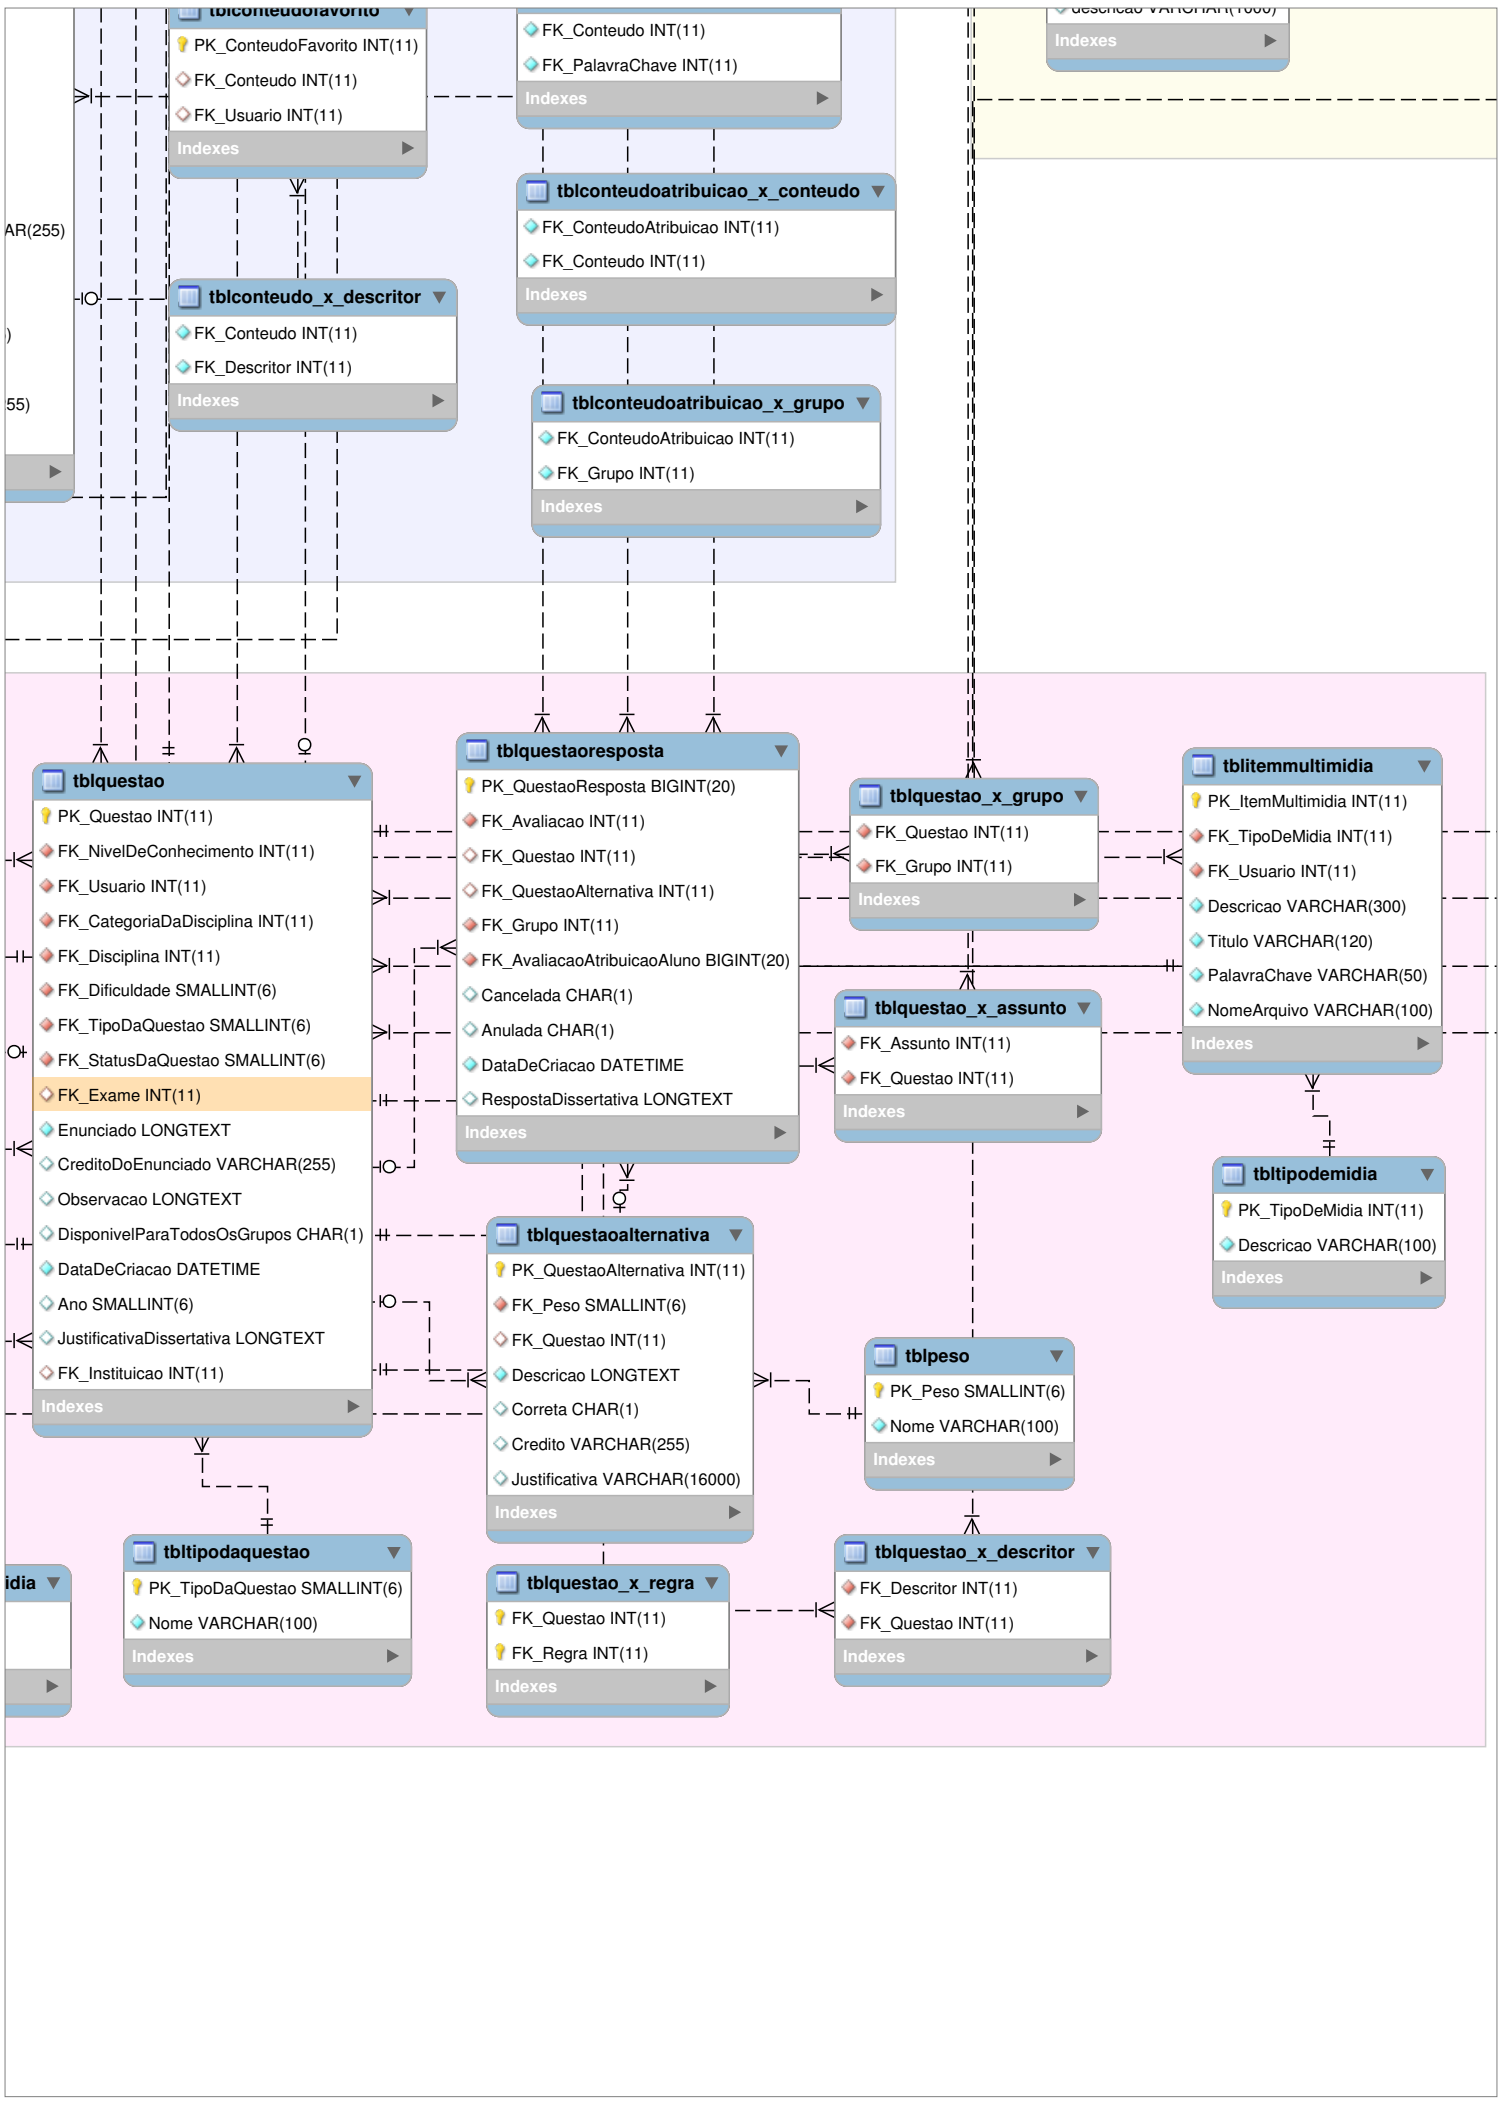 tblconteudofavorito
PK_ConteudoFavorito INT(11)
FK_Conteudo INT(11)
FK_Usuario INT(11)
Indexes
FK_Conteudo INT(11)
FK_PalavraChave INT(11)
Indexes
descricao VARCHAR(1000)
Indexes
AR(255)
)
55)
tblconteudoatribuicao_x_conteudo
FK_ConteudoAtribuicao INT(11)
FK_Conteudo INT(11)
Indexes
tblconteudo_x_descritor
FK_Conteudo INT(11)
FK_Descritor INT(11)
Indexes
tblconteudoatribuicao_x_grupo
FK_ConteudoAtribuicao INT(11)
FK_Grupo INT(11)
Indexes
tblquestao
PK_Questao INT(11)
FK_NivelDeConhecimento INT(11)
FK_Usuario INT(11)
FK_CategoriaDaDisciplina INT(11)
FK_Disciplina INT(11)
FK_Dificuldade SMALLINT(6)
FK_TipoDaQuestao SMALLINT(6)
FK_StatusDaQuestao SMALLINT(6)
FK_Exame INT(11)
Enunciado LONGTEXT
CreditoDoEnunciado VARCHAR(255)
Observacao LONGTEXT
DisponivelParaTodosOsGrupos CHAR(1)
DataDeCriacao DATETIME
Ano SMALLINT(6)
JustificativaDissertativa LONGTEXT
FK_Instituicao INT(11)
Indexes
tblquestaoresposta
PK_QuestaoResposta BIGINT(20)
FK_Avaliacao INT(11)
FK_Questao INT(11)
FK_QuestaoAlternativa INT(11)
FK_Grupo INT(11)
FK_AvaliacaoAtribuicaoAluno BIGINT(20)
Cancelada CHAR(1)
Anulada CHAR(1)
DataDeCriacao DATETIME
RespostaDissertativa LONGTEXT
Indexes
tblquestao_x_grupo
FK_Questao INT(11)
FK_Grupo INT(11)
Indexes
tblitemmultimidia
PK_ItemMultimidia INT(11)
FK_TipoDeMidia INT(11)
FK_Usuario INT(11)
Descricao VARCHAR(300)
Titulo VARCHAR(120)
PalavraChave VARCHAR(50)
NomeArquivo VARCHAR(100)
Indexes
tblquestao_x_assunto
FK_Assunto INT(11)
FK_Questao INT(11)
Indexes
tbltipodemidia
PK_TipoDeMidia INT(11)
Descricao VARCHAR(100)
Indexes
tblquestaoalternativa
PK_QuestaoAlternativa INT(11)
FK_Peso SMALLINT(6)
FK_Questao INT(11)
Descricao LONGTEXT
Correta CHAR(1)
Credito VARCHAR(255)
Justificativa VARCHAR(16000)
Indexes
tblpeso
PK_Peso SMALLINT(6)
Nome VARCHAR(100)
Indexes
idia
tbltipodaquestao
PK_TipoDaQuestao SMALLINT(6)
Nome VARCHAR(100)
Indexes
tblquestao_x_regra
FK_Questao INT(11)
FK_Regra INT(11)
Indexes
tblquestao_x_descritor
FK_Descritor INT(11)
FK_Questao INT(11)
Indexes